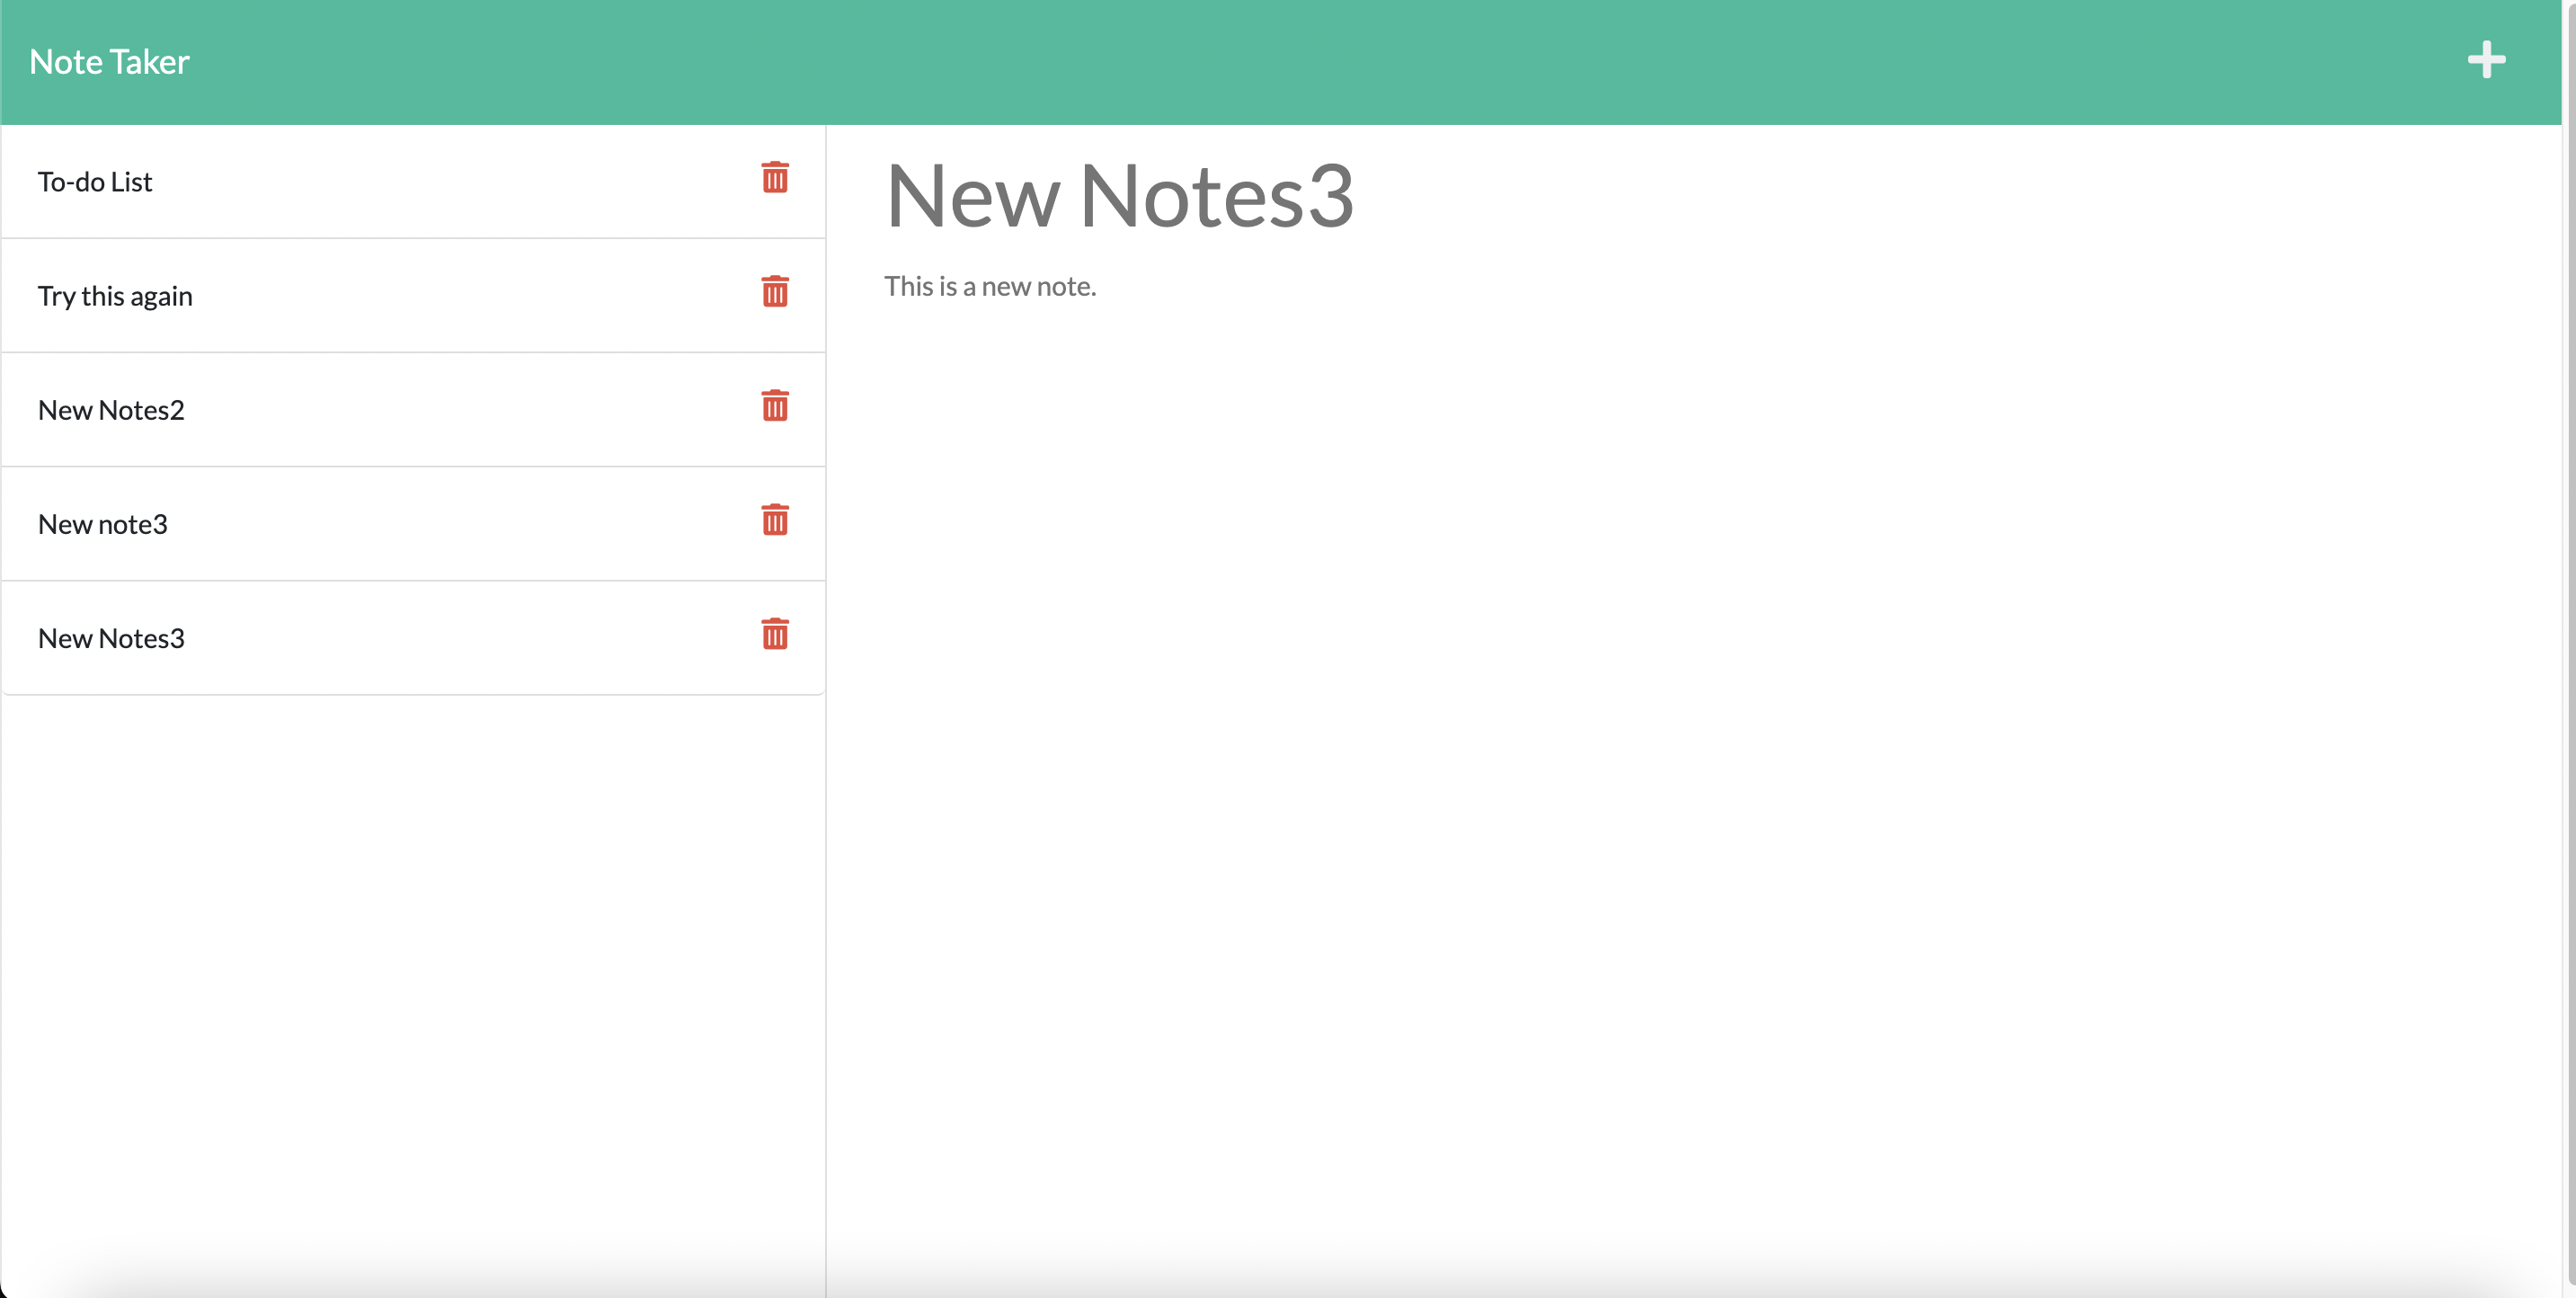 Note Taker
To-do List
Try this again
New Notes2
New note3
New Notes3
New Notes3
This is a new note.